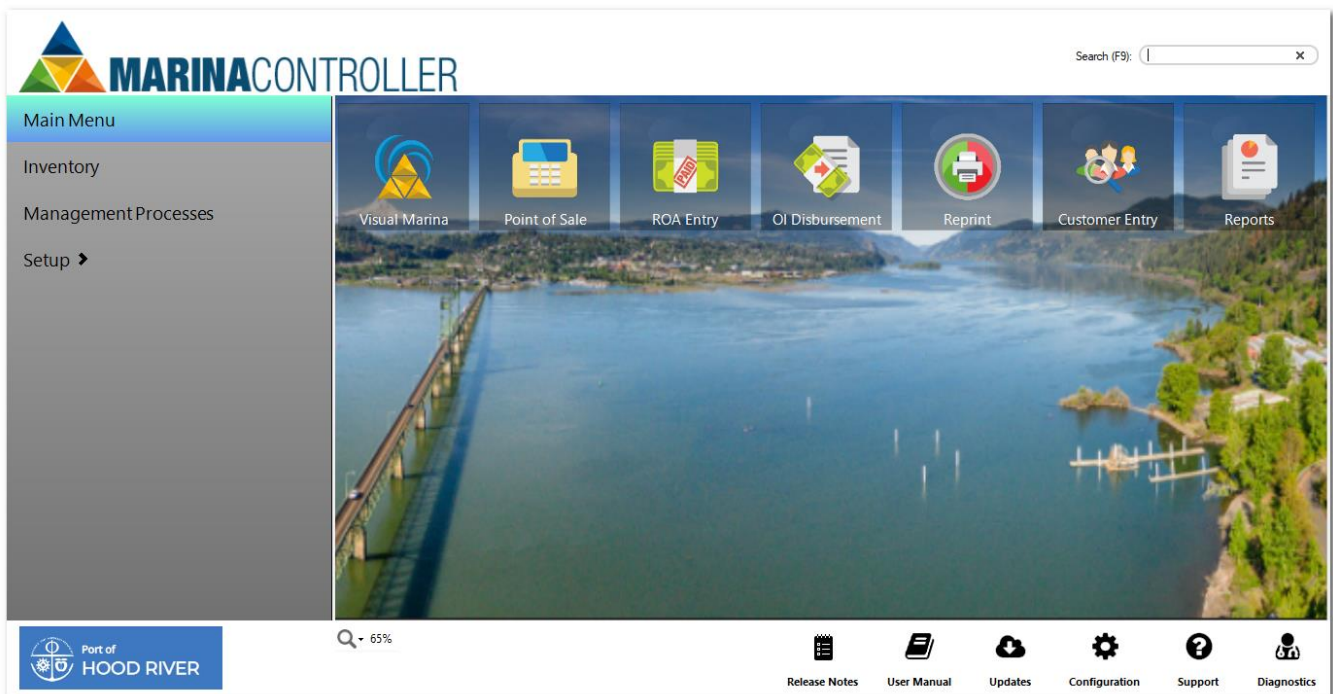 MARINACONTROLLER
Search (F9):
Main Menu
Inventory
Management Processes
Setup
Visual Marina
Point of Sale
PAID
ROA Entry
OI Disbursement
Reprint
Customer Entry
Reports
Port of
HOOD RIVER
65%
Release Notes
User Manual
Updates
Configuration
Support
Diagnostics